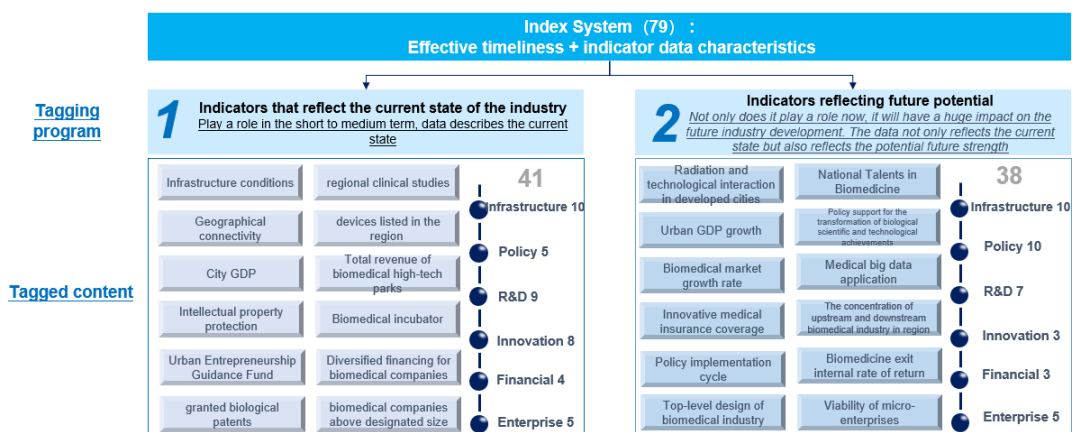 Index System（79）：
Effective timeliness + indicator data characteristics
Tagging
program
1
Indicators that reflect the current state of the industry
Play a role in the short to medium term, data describes the current
state
2
Indicators reflecting future potential
Not only does it play a role now, it will have a huge impact on the
future industry development. The data not only reflects the current
state but also reflects the potential future strength
Tagged content
Infrastructure conditions
regional clinical studies
Geographical
connectivity
devices listed in the
region
City GDP
Total revenue of
biomedical high-tech
parks
Intellectual property
protection
Biomedical incubator
Urban Entrepreneurship
Guidance Fund
Diversified financing for
biomedical companies
granted biological
patents
biomedical companies
above designated size
41
Infrastructure 10
Policy 5
R&D 9
Innovation 8
Financial 4
Enterprise 5
Radiation and
technological interaction
in developed cities
National Talents in
Biomedicine
Urban GDP growth
Policy support for the
transformation of biological
scientific and technological
achievements
Biomedical market
growth rate
Medical big data
application
Innovative medical
insurance coverage
The concentration of
upstream and downstream
biomedical industry in region
Policy implementation
cycle
Biomedicine exit
internal rate of return
Top-level design of
biomedical industry
Viability of micro-
enterprises
38
Infrastructure 10
Policy 10
R&D 7
Innovation 3
Financial 3
Enterprise 5